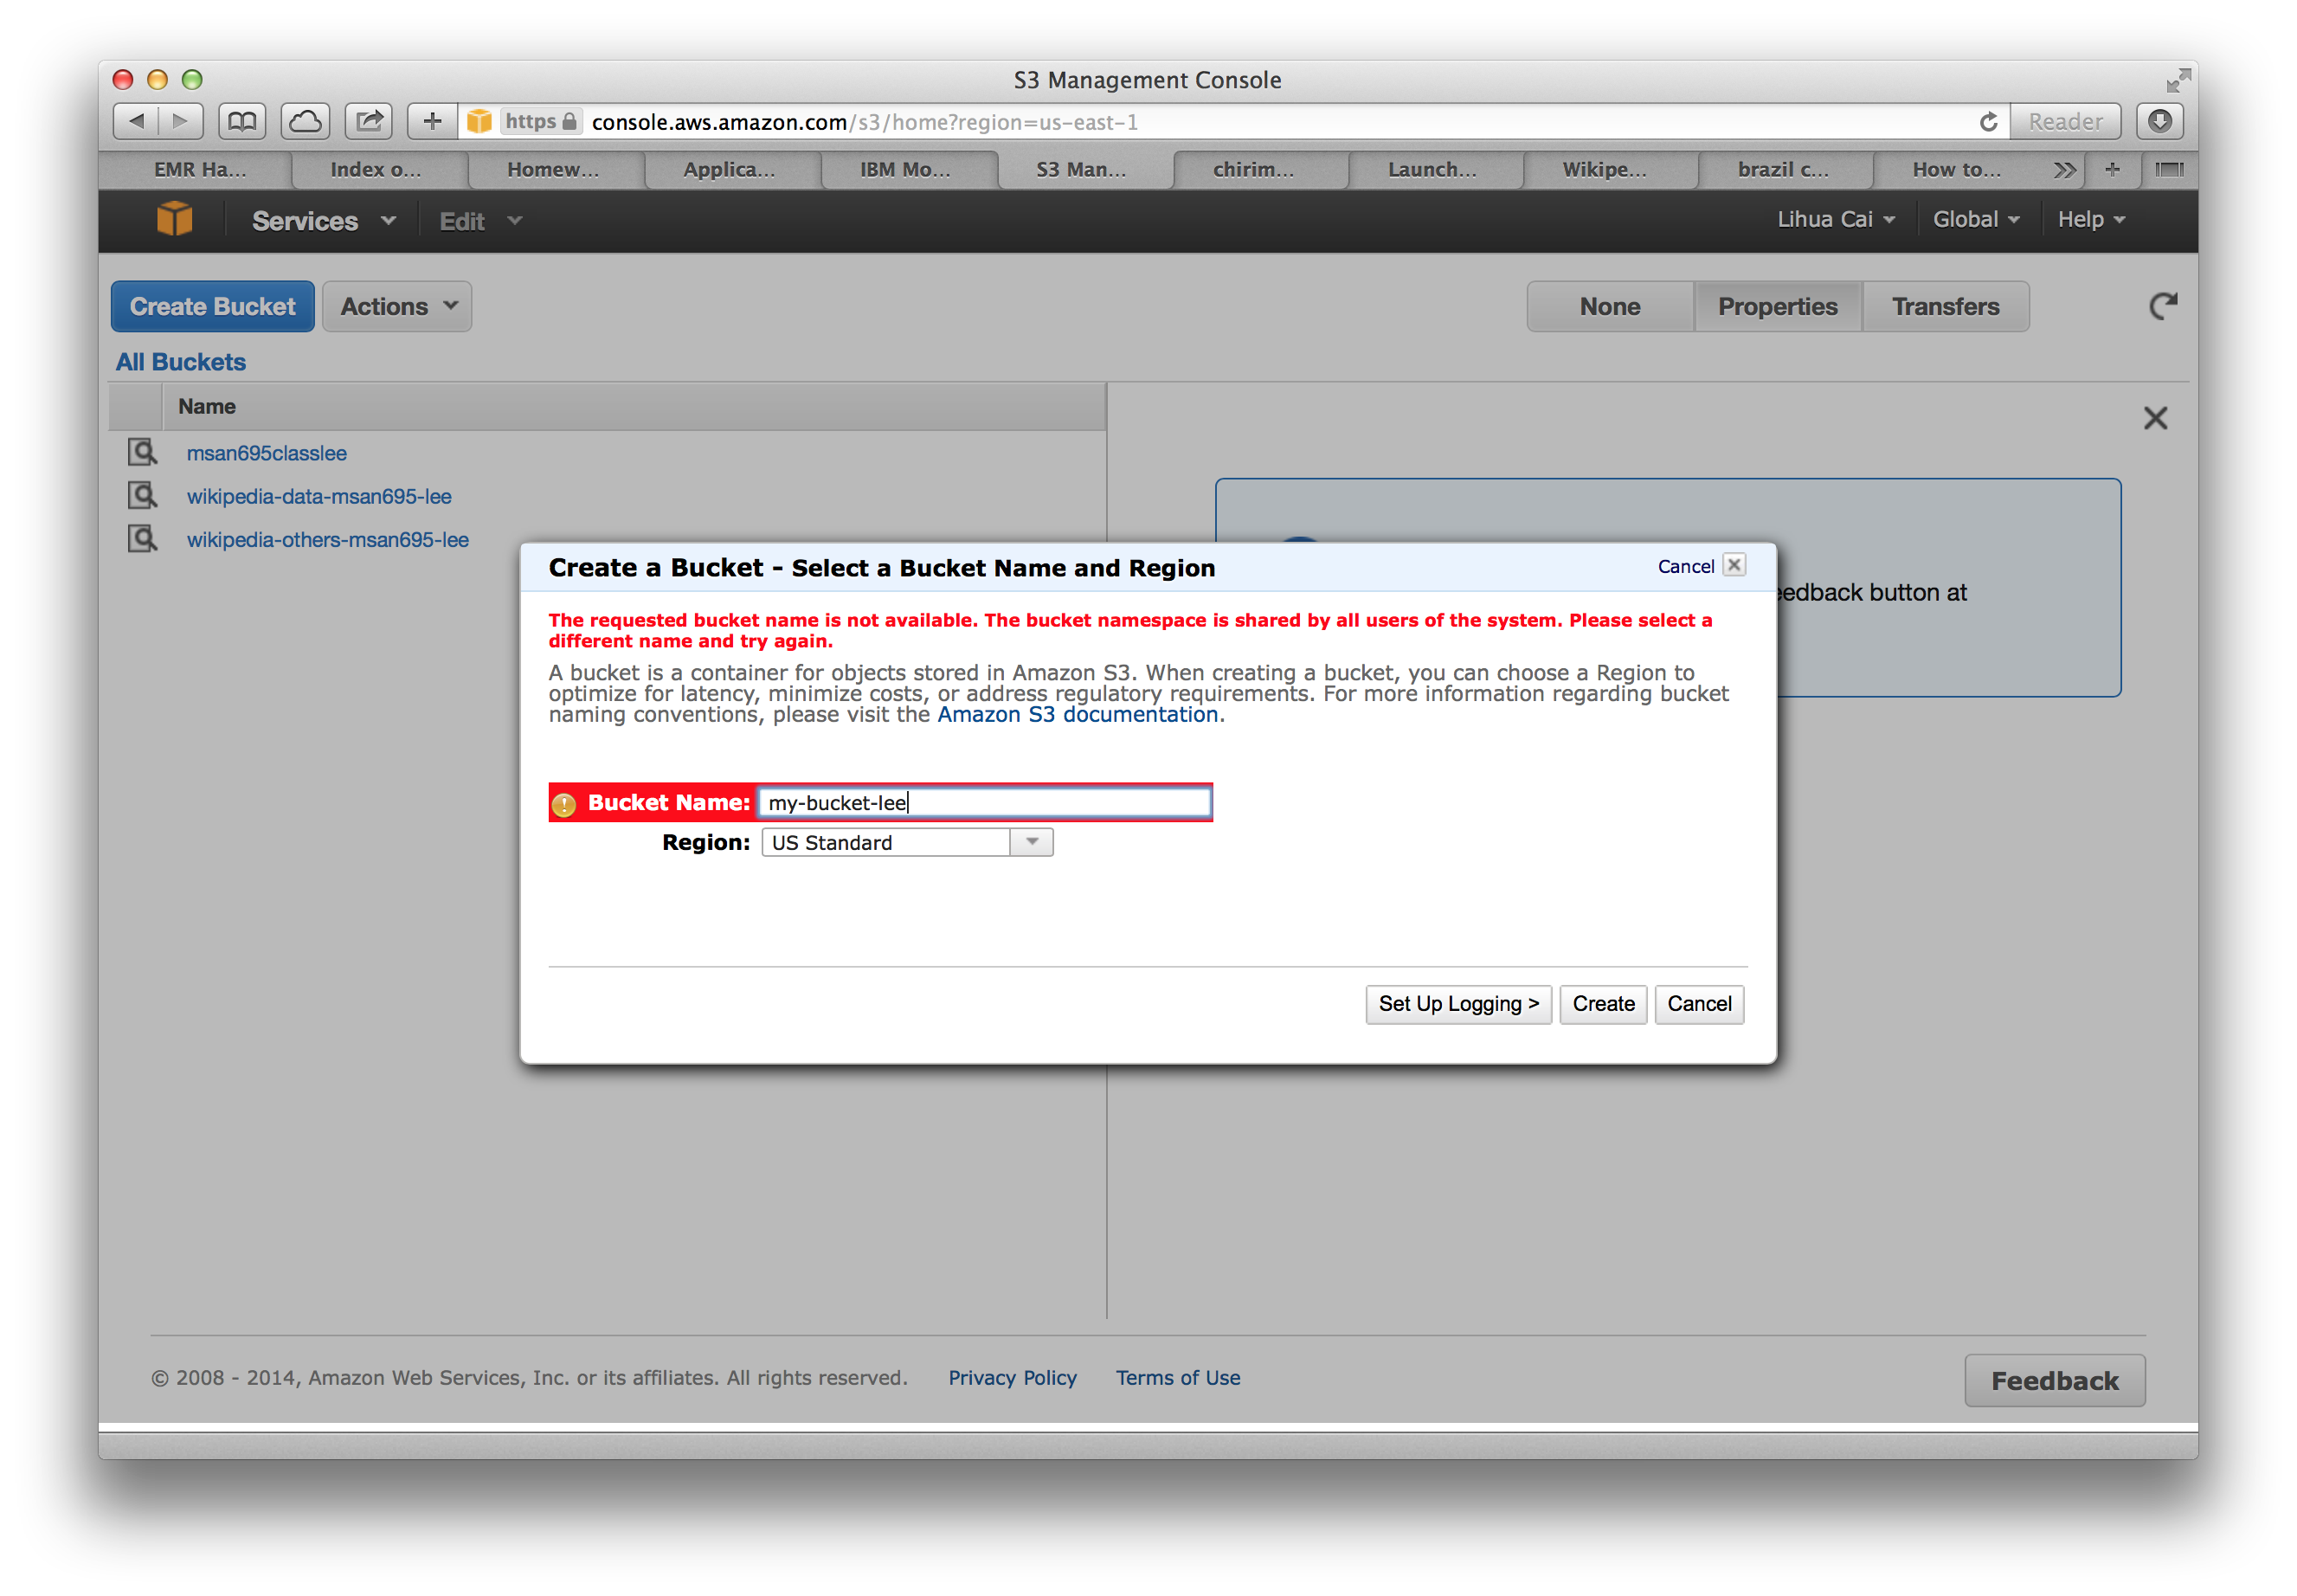 S3 Management Console
https console.aws.amazon.com/s3/home?region=us-east-1
Reader
EMR Ha... Index o... Homew... Applica... IBM Mo... S3 Man... chirim... Launch... Wikipe... brazil c... How to...
Services Edit Lihua Cai Global Help
Create Bucket Actions None Properties Transfers
All Buckets
Name
msan695classlee
wikipedia-data-msan695-lee
wikipedia-others-msan695-lee
eedback button at
Create a Bucket - Select a Bucket Name and Region Cancel
The requested bucket name is not available. The bucket namespace is shared by all users of the system. Please select a
different name and try again.
A bucket is a container for objects stored in Amazon S3. When creating a bucket, you can choose a Region to
optimize for latency, minimize costs, or address regulatory requirements. For more information regarding bucket
naming conventions, please visit the Amazon S3 documentation.
Bucket Name: my-bucket-lee
Region: US Standard
Set Up Logging > Create Cancel
© 2008 - 2014, Amazon Web Services, Inc. or its affiliates. All rights reserved. Privacy Policy Terms of Use
Feedback